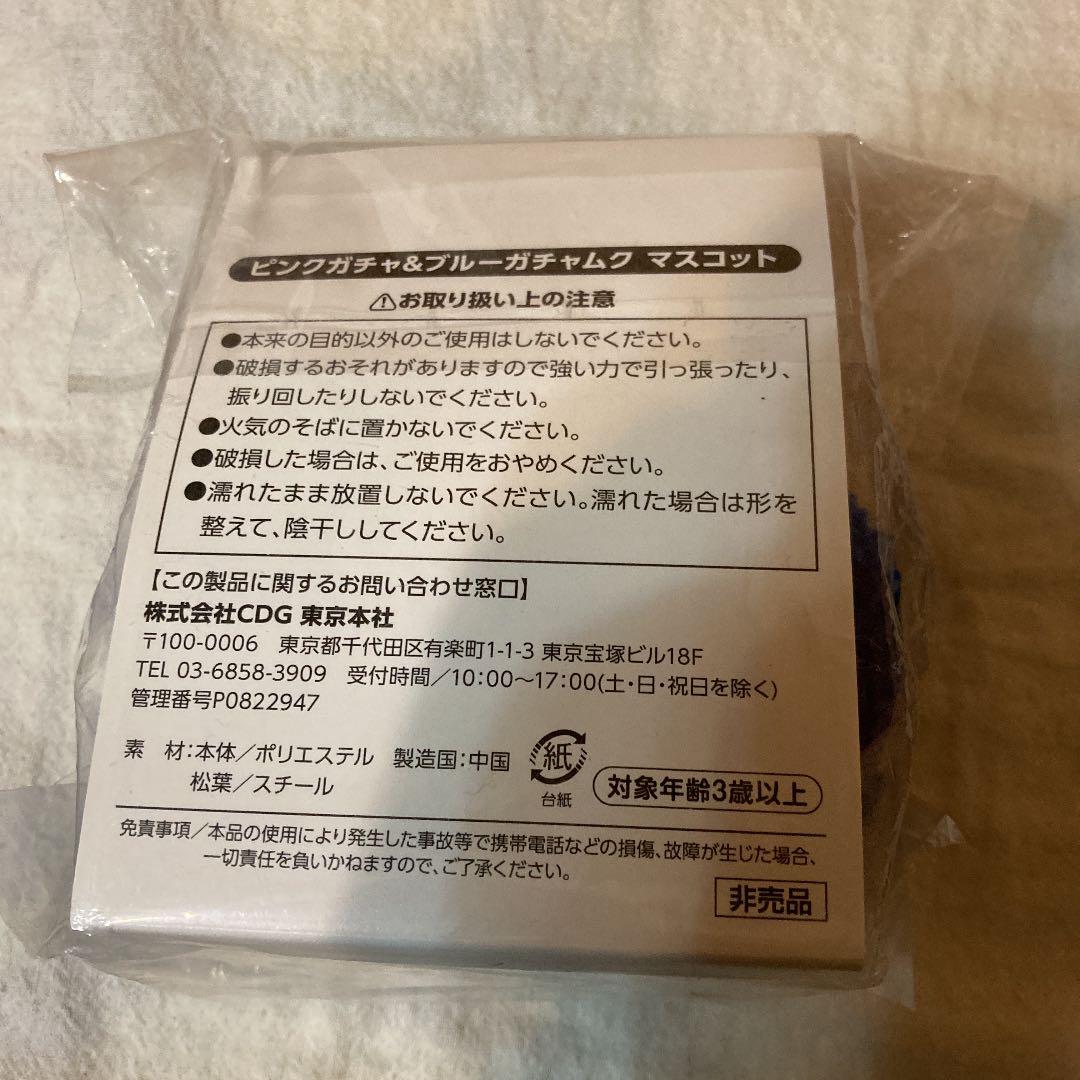 ピンクガチャ&ブルーガチャムク マスコット
⚠お取り扱い上の注意
●本来の目的以外のご使用はしないでください。
●破損するおそれがありますので強い力で引っ張ったり、
振り回したりしないでください。
●火気のそばに置かないでください。
●破損した場合は、ご使用をおやめください。
●濡れたまま放置しないでください。濡れた場合は形を
整えて、陰干ししてください。
【この製品に関するお問い合わせ窓口】
株式会社CDG 東京本社
〒100-0006 東京都千代田区有楽町1-1-3 東京宝塚ビル18F
TEL 03-6858-3909 受付時間／10:00〜17:00(土・日・祝日を除く)
管理番号P0822947
素 材:本体／ポリエステル 製造国:中国
松葉／スチール
紙
台紙
対象年齢3歳以上
免責事項／本品の使用により発生した事故等で携帯電話などの損傷、故障が生じた場合、
一切責任を負いかねますので、ご了承ください。
非売品